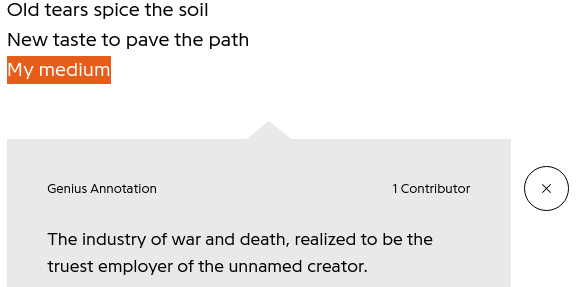 Old tears spice the soil
New taste to pave the path
My medium
Genius Annotation 1 Contributor
The industry of war and death, realized to be the
truest employer of the unnamed creator.